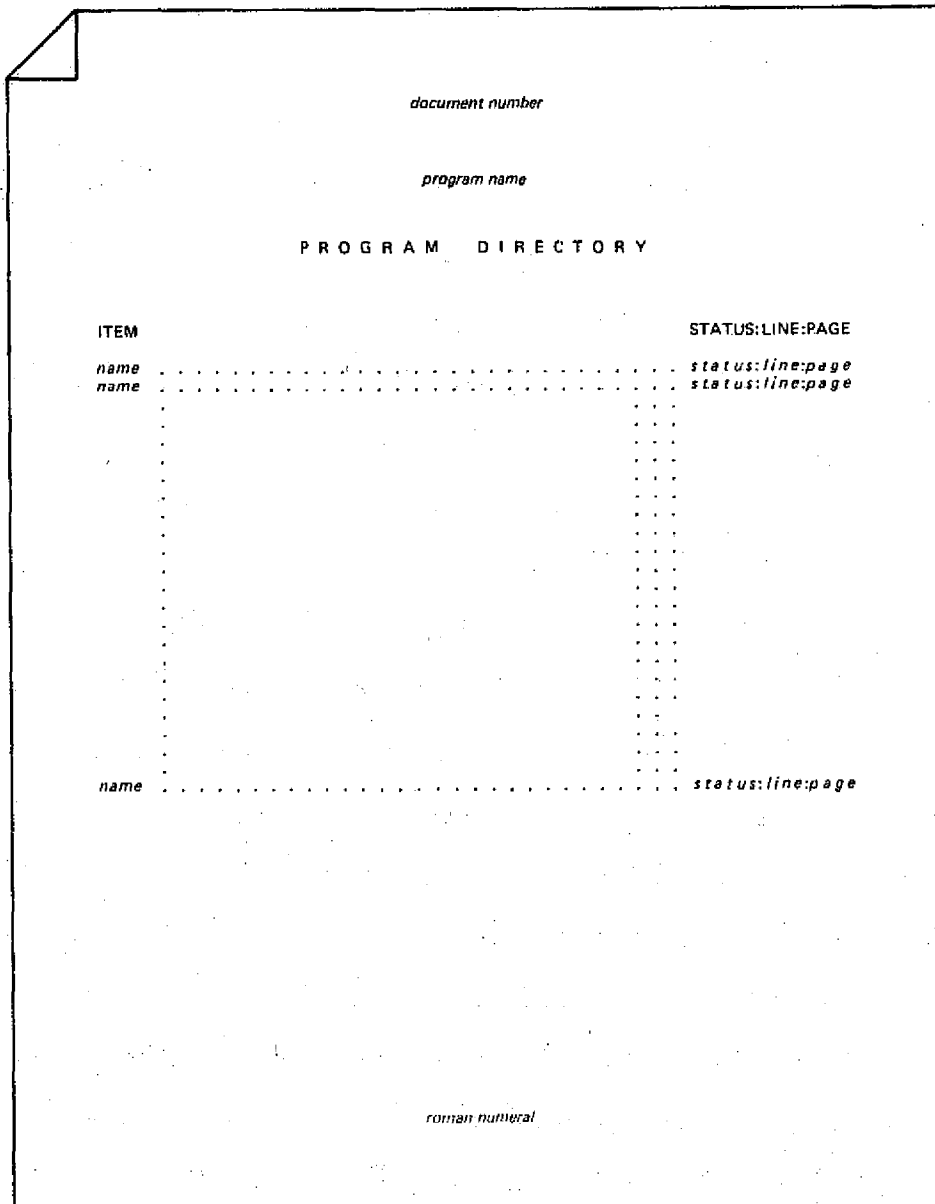 document number
program name
PROGRAM DIRECTORY
ITEM STATUS:LINE:PAGE
name . . . . . . . . . . . . . . . . . . . . . . . . . . . . . status:line:page
name . . . . . . . . . . . . . . . . . . . . . . . . . . . . . status:line:page
name . . . . . . . . . . . . . . . . . . . . . . . . . . . . . status:line:page
roman numeral